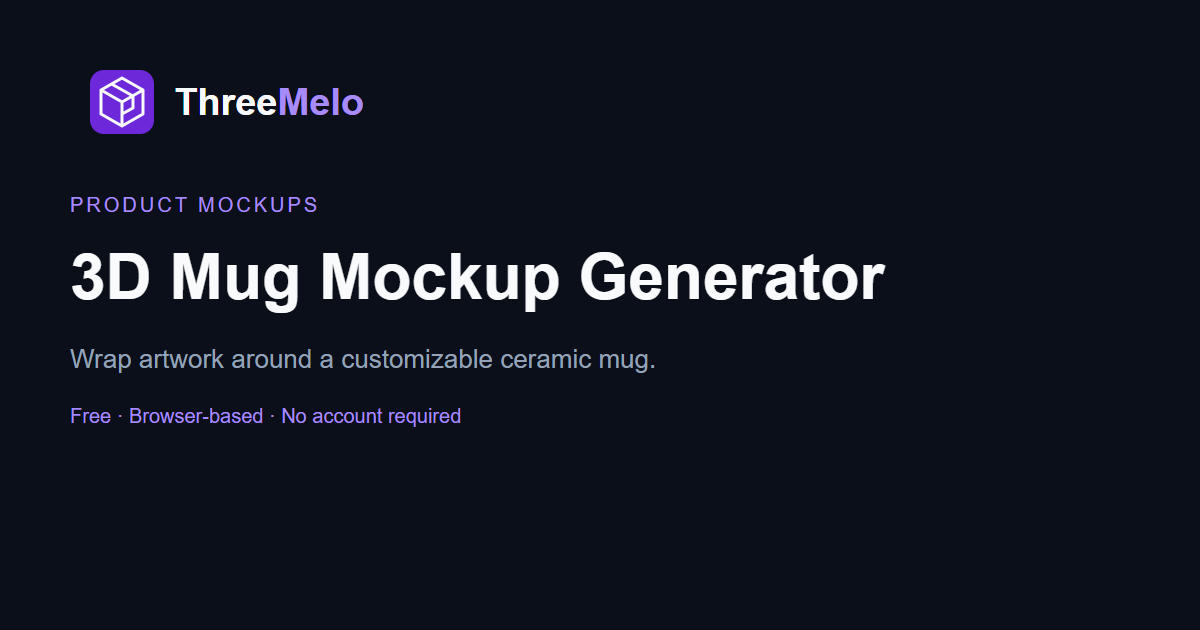 ThreeMelo
PRODUCT MOCKUPS
3D Mug Mockup Generator
Wrap artwork around a customizable ceramic mug.
Free · Browser-based · No account required